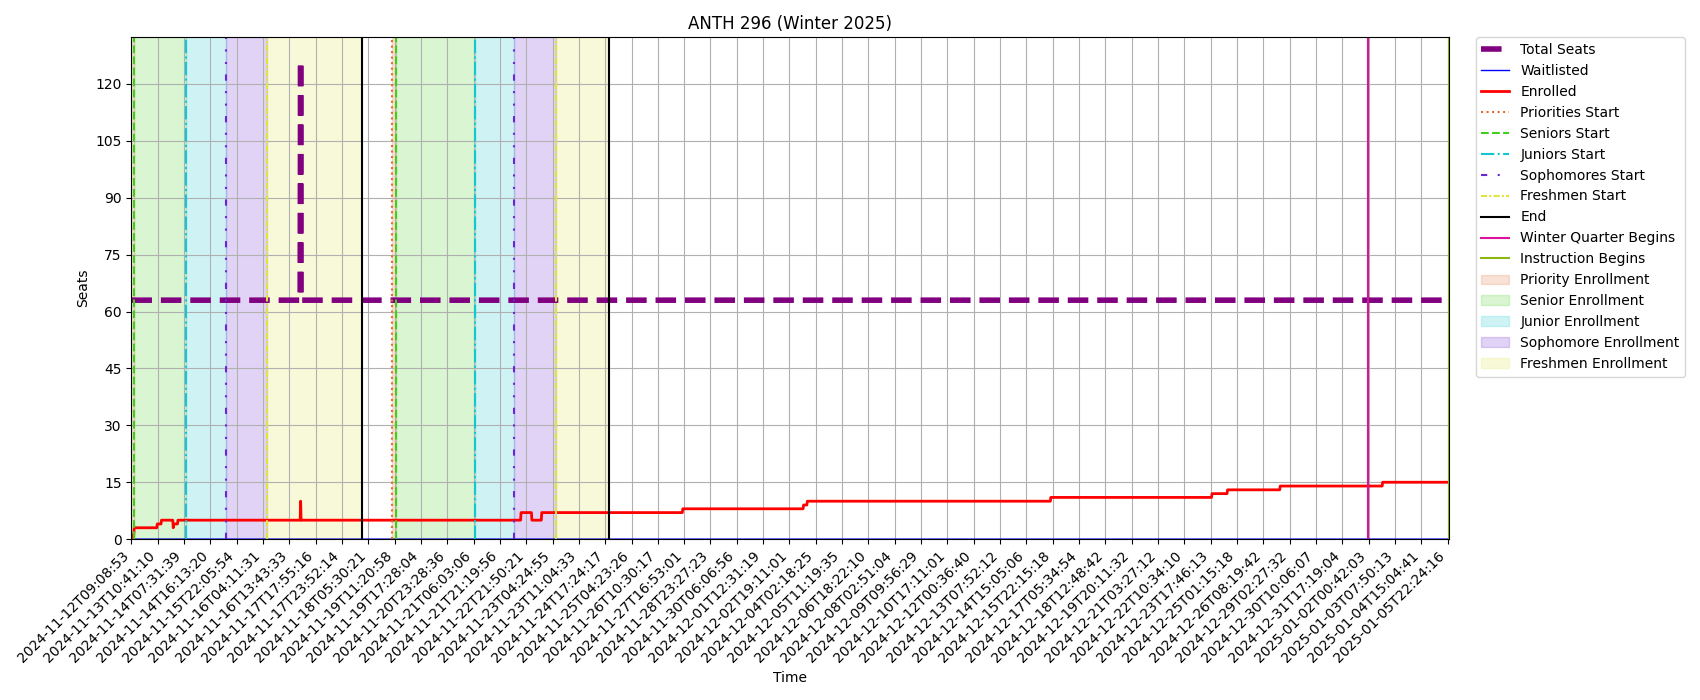 ANTH 296 (Winter 2025)
Seats
120
105
90
75
60
45
30
15
0
2024-11-12T09:08:53
2024-11-13T10:41:10
2024-11-14T07:31:39
2024-11-14T16:13:20
2024-11-15T22:05:54
2024-11-16T04:11:31
2024-11-16T13:43:33
2024-11-17T17:55:16
2024-11-17T23:52:14
2024-11-18T05:30:21
2024-11-19T11:20:58
2024-11-19T17:28:04
2024-11-20T23:28:36
2024-11-21T06:03:06
2024-11-21T21:19:56
2024-11-22T21:50:21
2024-11-23T04:24:55
2024-11-23T11:04:33
2024-11-24T17:24:17
2024-11-25T04:23:26
2024-11-26T10:30:17
2024-11-27T16:53:01
2024-11-28T23:27:23
2024-11-30T06:06:56
2024-12-01T12:31:19
2024-12-02T19:11:01
2024-12-04T02:18:25
2024-12-05T11:19:35
2024-12-06T18:22:10
2024-12-08T02:51:04
2024-12-09T09:56:29
2024-12-10T17:11:01
2024-12-12T00:36:40
2024-12-13T07:52:12
2024-12-14T15:05:06
2024-12-15T22:15:18
2024-12-17T05:34:54
2024-12-18T12:48:42
2024-12-19T20:11:32
2024-12-21T03:27:12
2024-12-22T10:34:10
2024-12-23T17:46:13
2024-12-25T01:15:18
2024-12-26T08:19:42
2024-12-29T02:27:32
2024-12-30T10:06:07
2024-12-31T17:19:04
2025-01-02T00:42:03
2025-01-03T07:50:13
2025-01-04T15:04:41
2025-01-05T22:24:16
Time
Total Seats
Waitlisted
Enrolled
Priorities Start
Seniors Start
Juniors Start
Sophomores Start
Freshmen Start
End
Winter Quarter Begins
Instruction Begins
Priority Enrollment
Senior Enrollment
Junior Enrollment
Sophomore Enrollment
Freshmen Enrollment